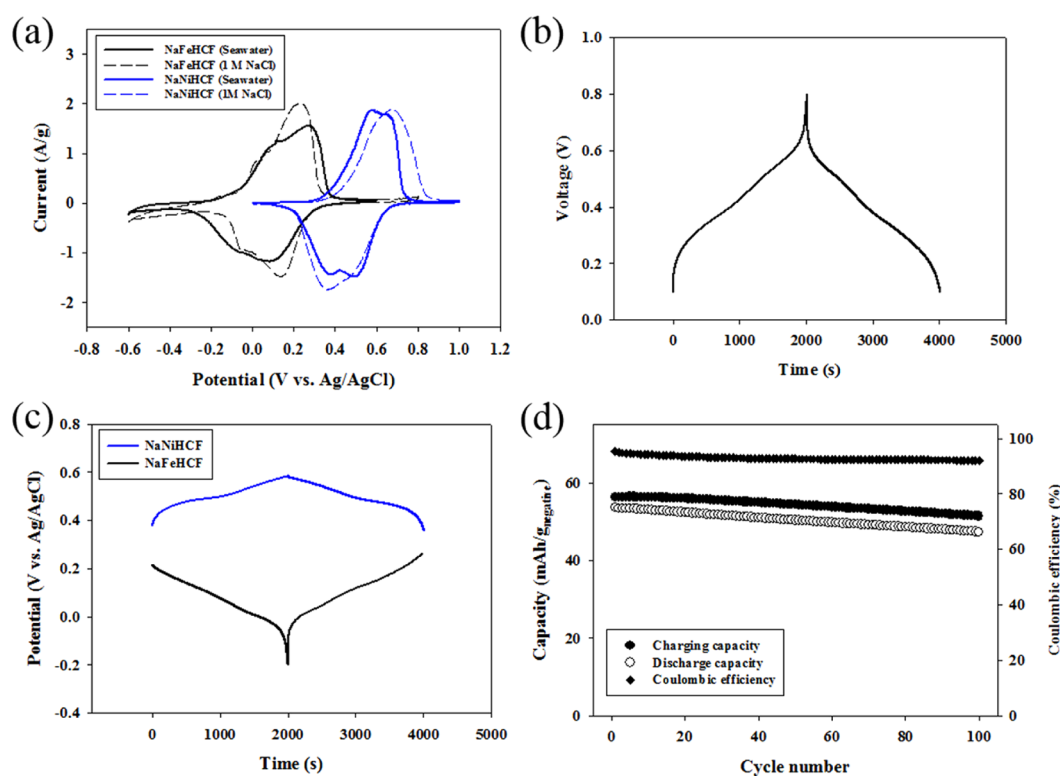 (a)
NaFeHCF (Seawater)
NaFeHCF (1 M NaCl)
NaNiHCF (Seawater)
NaNiHCF (1M NaCl)
3
2
1
0
-1
-2
Current (A/g)
-0.8 -0.6 -0.4 -0.2 0.0 0.2 0.4 0.6 0.8 1.0 1.2
Potential (V vs. Ag/AgCl)
(b)
1.0
0.8
0.6
0.4
0.2
0.0
Voltage (V)
0 1000 2000 3000 4000 5000
Time (s)
(c)
NaNiHCF
NaFeHCF
0.8
0.6
0.4
0.2
0.0
-0.2
-0.4
Potential (V vs. Ag/AgCl)
0 1000 2000 3000 4000 5000
Time (s)
(d)
60
40
20
0
Capacity (mAh/gnegative)
100
80
60
40
20
0
Coulombic efficiency (%)
Charging capacity
Discharge capacity
Coulombic efficiency
0 20 40 60 80 100
Cycle number